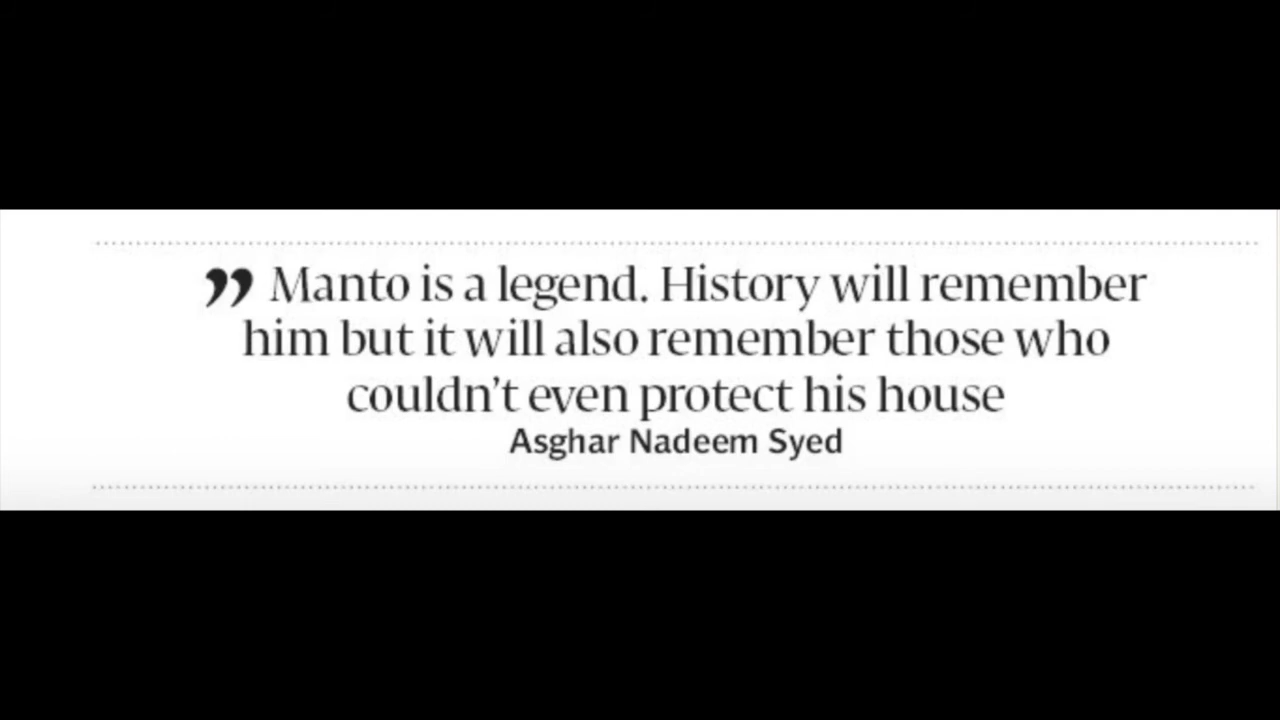 ” Manto is a legend. History will remember
him but it will also remember those who
couldn’t even protect his house
Asghar Nadeem Syed